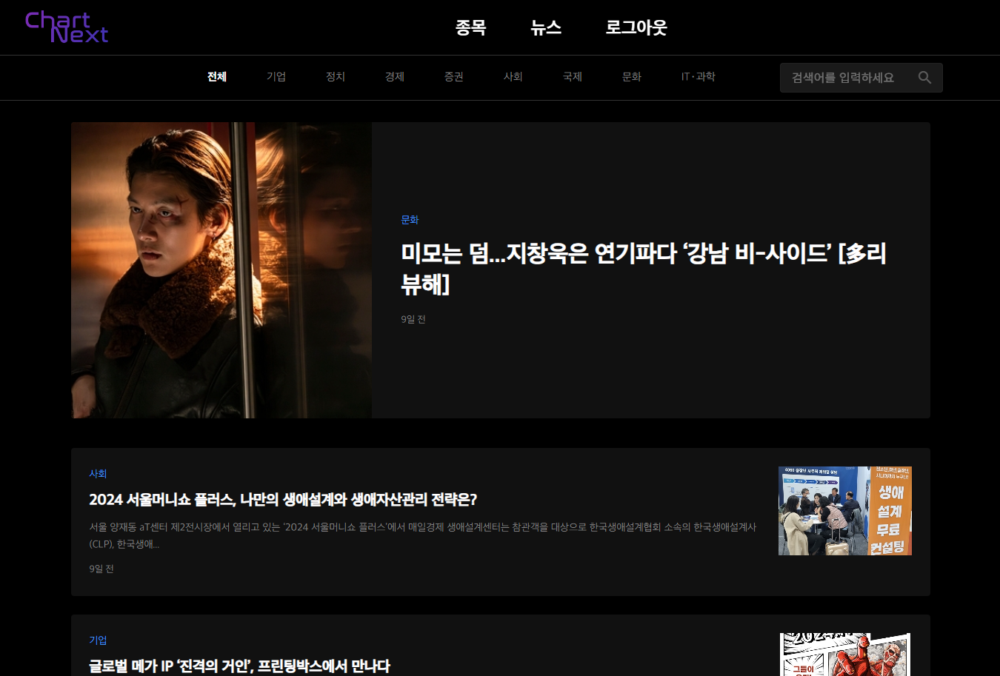 Chart
Next
종목 뉴스 로그아웃
전체 기업 정치 경제 증권 사회 국제 문화 IT·과학
검색어를 입력하세요
문화
미모는 덤...지창욱은 연기파다 ‘강남 비-사이드’ [多리
뷰해]
9일 전
사회
2024 서울머니쇼 플러스, 나만의 생애설계와 생애자산관리 전략은?
서울 양재동 aT센터 제2전시장에서 열리고 있는 ‘2024 서울머니쇼 플러스’에서 매일경제 생애설계센터는 참관객을 대상으로 한국생애설계협회 소속의 한국생애설계사
(CLP), 한국생애...
9일 전
생애
설계
무료
컨설팅
기업
글로벌 메가 IP ‘진격의 거인’, 프린팅박스에서 만나다
그들이